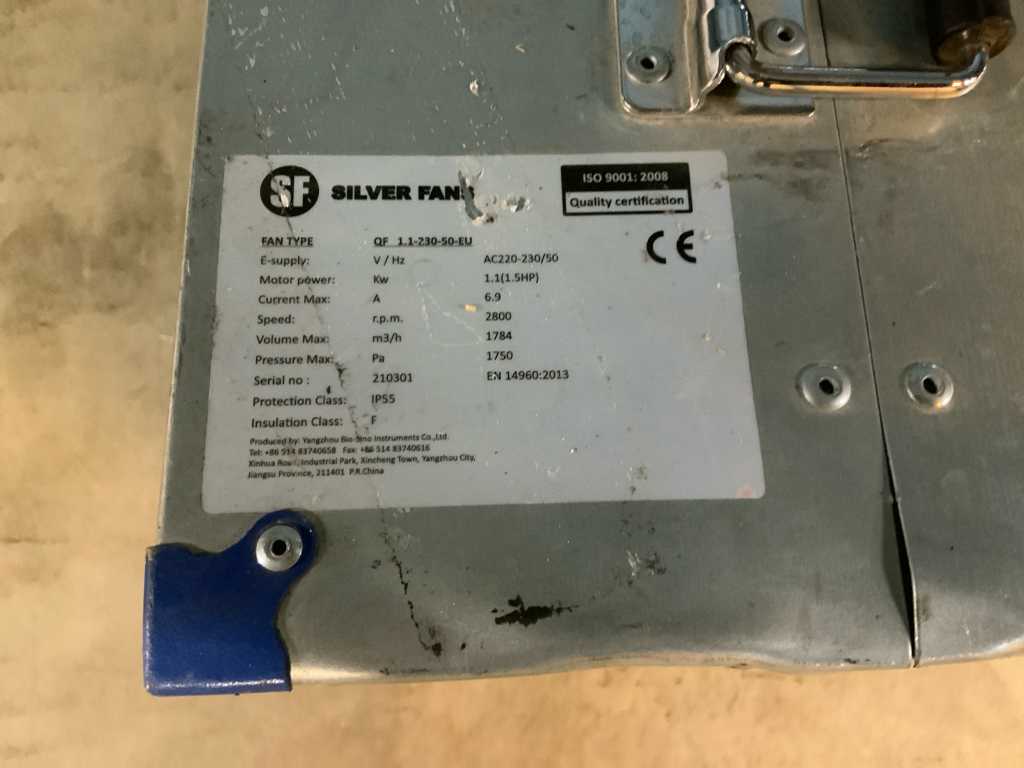 SF SILVER FANS
ISO 9001: 2008
Quality certification
CE
FAN TYPE QF 1.1-230-50-EU
E-supply: V / Hz AC220-230/50
Motor power: Kw 1.1(1.5HP)
Current Max: A 6.9
Speed: r.p.m. 2800
Volume Max: m3/h 1784
Pressure Max: Pa 1750
Serial no : 210301 EN 14960:2013
Protection Class: IP55
Insulation Class: F
Produced by: Yangzhou Bio-Sino Instruments Co.,Ltd.
Tel: +86 514 83740658 Fax: +86 514 83740616
Xinhua Road, Industrial Park, Xincheng Town, Yangzhou City,
Jiangsu Province, 211401 P.R.China